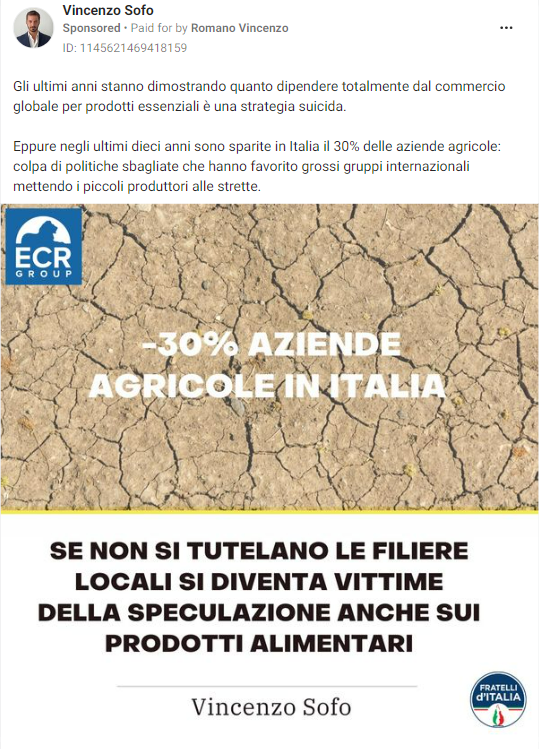 Vincenzo Sofo
Sponsored • Paid for by Romano Vincenzo
ID: 1145621469418159
Gli ultimi anni stanno dimostrando quanto dipendere totalmente dal commercio
globale per prodotti essenziali è una strategia suicida.
Eppure negli ultimi dieci anni sono sparite in Italia il 30% delle aziende agricole:
colpa di politiche sbagliate che hanno favorito grossi gruppi internazionali
mettendo i piccoli produttori alle strette.
ECR
GROUP
-30% AZIENDE
AGRICOLE IN ITALIA
SE NON SI TUTELANO LE FILIERE
LOCALI SI DIVENTA VITTIME
DELLA SPECULAZIONE ANCHE SUI
PRODOTTI ALIMENTARI
Vincenzo Sofo
FRATELLI
d'ITALIA